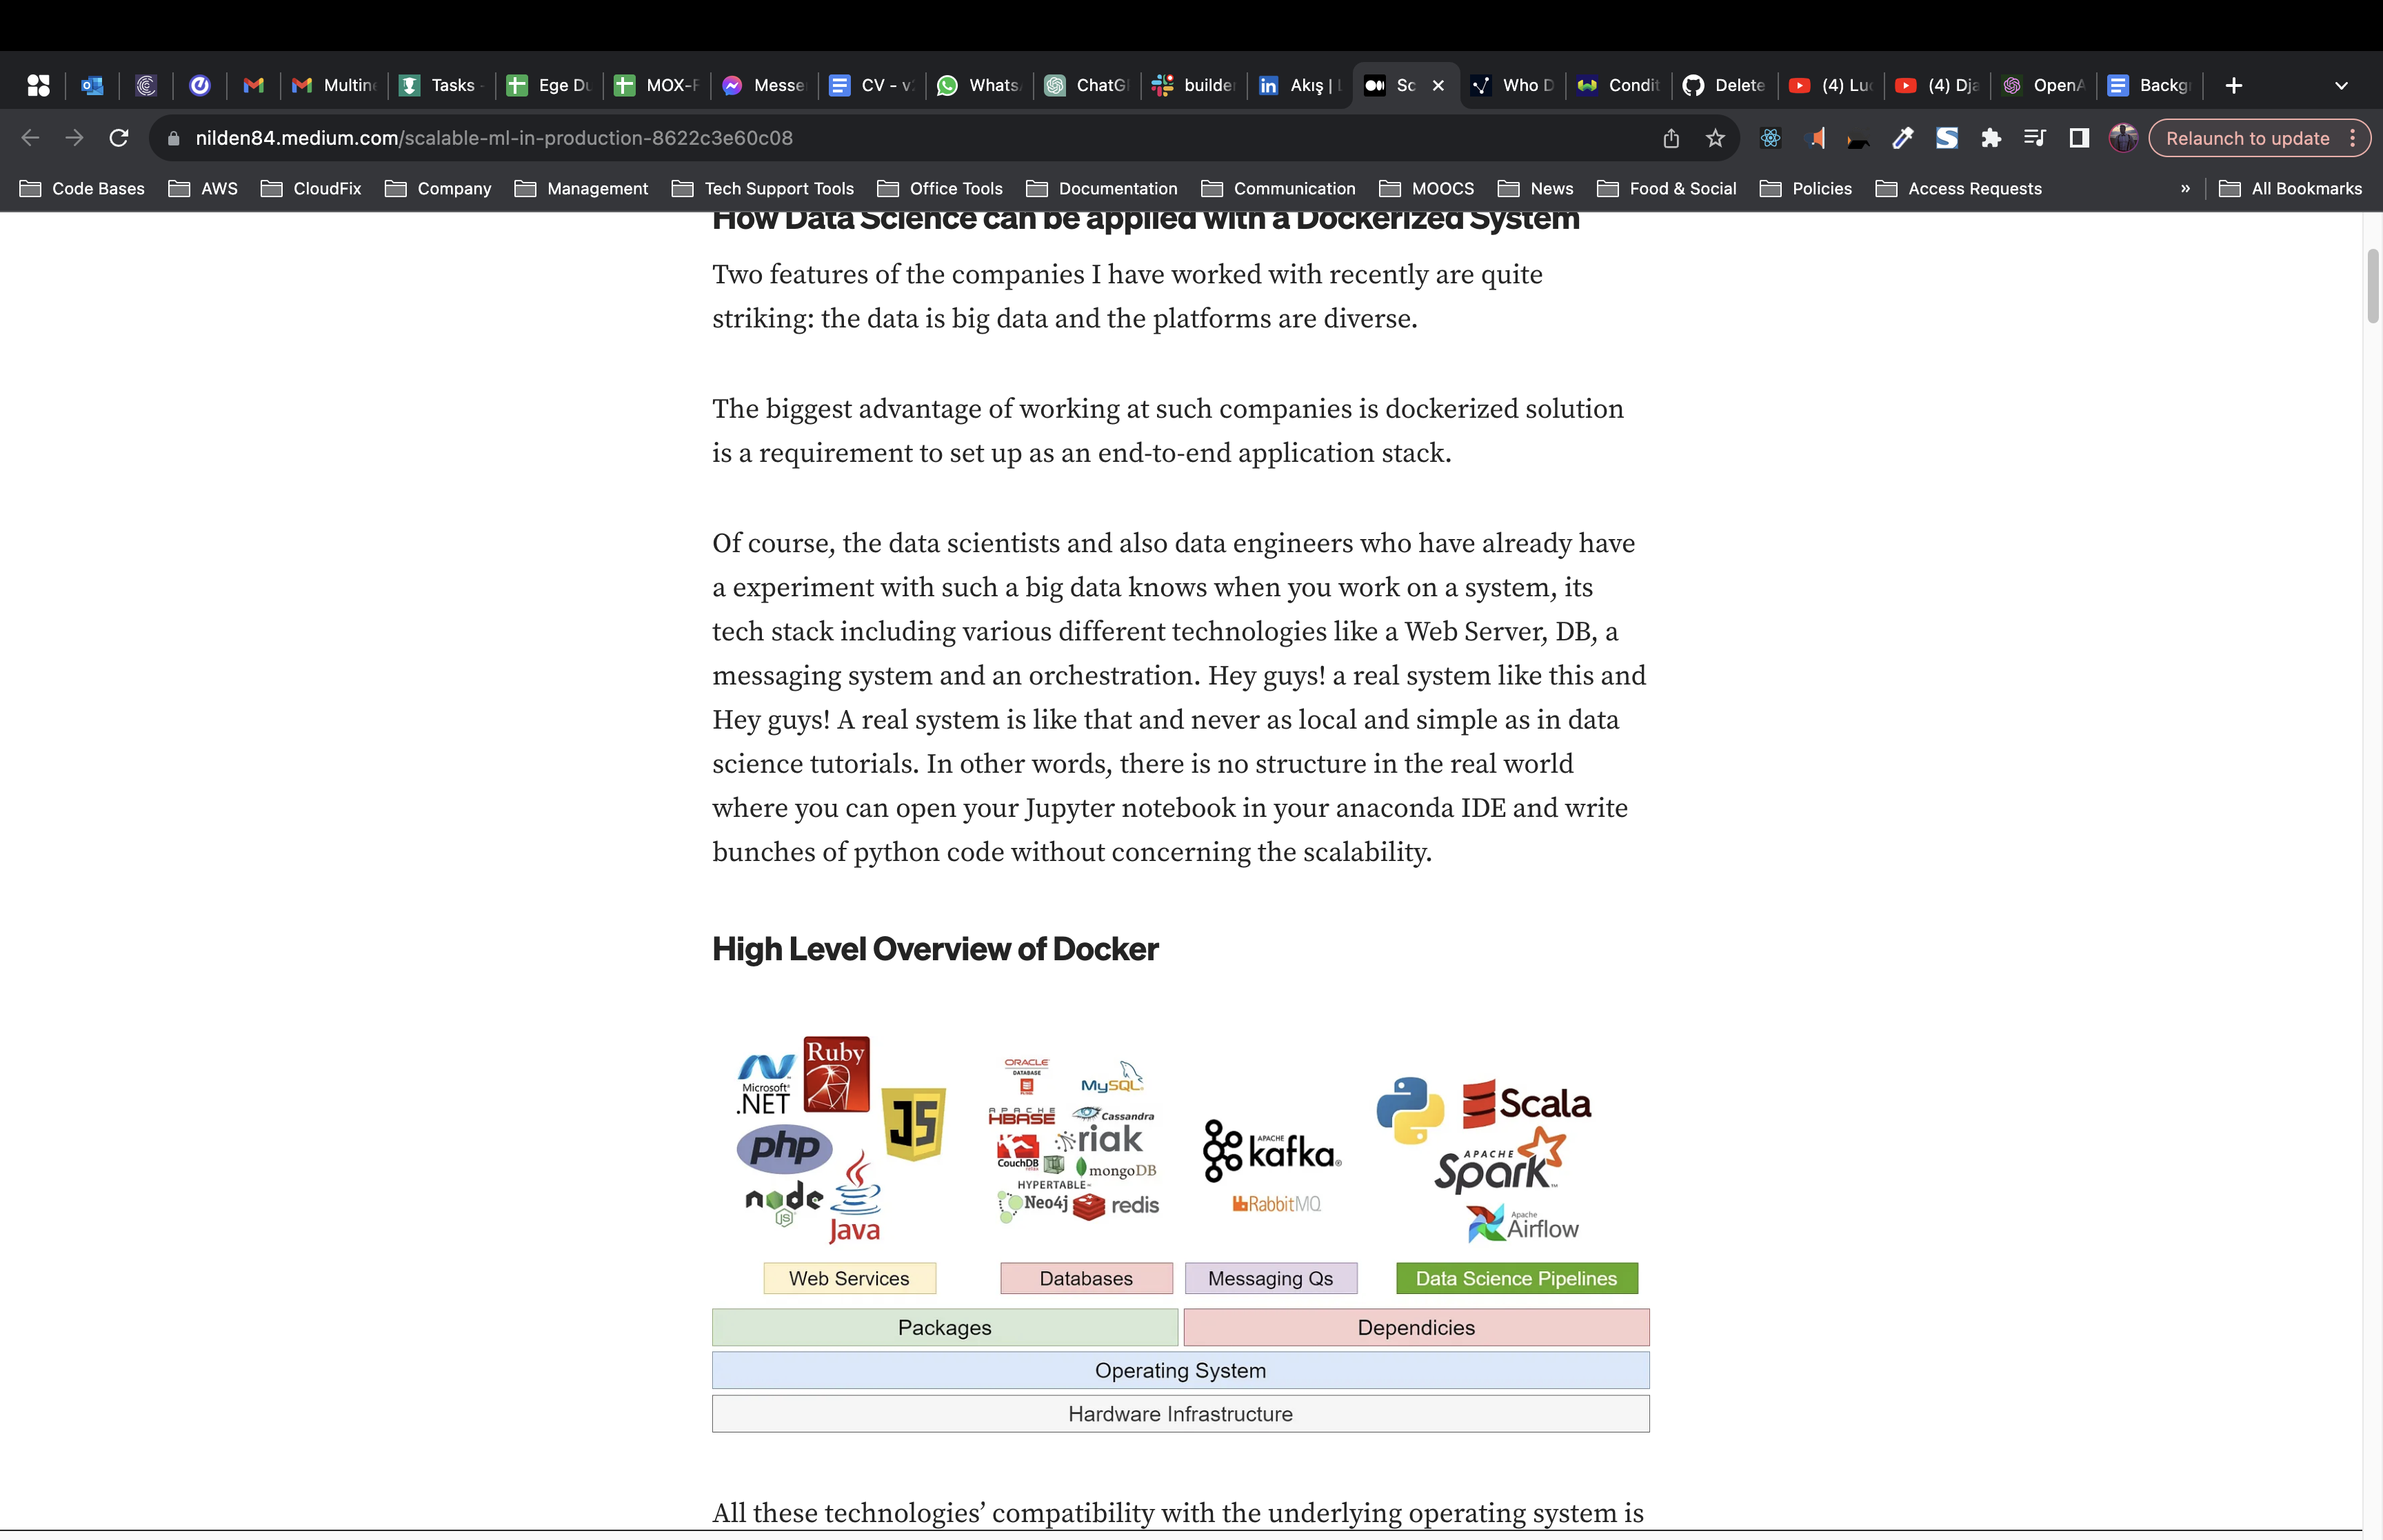 Multin
Tasks
Ege Du
MOX-F
Messe
CV - v
Whats
ChatG
builde
Akış |
Sc
Who D
Condit
Delete
(4) Luc
(4) Dja
OpenA
Backg
nilden84.medium.com/scalable-ml-in-production-8622c3e60c08
Relaunch to update
Code Bases
AWS
CloudFix
Company
Management
Tech Support Tools
Office Tools
Documentation
Communication
MOOCS
News
Food & Social
Policies
Access Requests
»
All Bookmarks
How Data Science can be applied with a Dockerized System
Two features of the companies I have worked with recently are quite
striking: the data is big data and the platforms are diverse.
The biggest advantage of working at such companies is dockerized solution
is a requirement to set up as an end-to-end application stack.
Of course, the data scientists and also data engineers who have already have
a experiment with such a big data knows when you work on a system, its
tech stack including various different technologies like a Web Server, DB, a
messaging system and an orchestration. Hey guys! a real system like this and
Hey guys! A real system is like that and never as local and simple as in data
science tutorials. In other words, there is no structure in the real world
where you can open your Jupyter notebook in your anaconda IDE and write
bunches of python code without concerning the scalability.
High Level Overview of Docker
Microsoft
.NET
Ruby
JS
php
node
JS
Java
ORACLE
DATABASE
MySQL
APACHE
HBASE
Cassandra
riak
CouchDB
relax
mongoDB
HYPERTABLE
Neo4j
redis
APACHE
kafka
RabbitMQ
Scala
APACHE
Spark
Apache
Airflow
Web Services
Databases
Messaging Qs
Data Science Pipelines
Packages
Dependicies
Operating System
Hardware Infrastructure
All these technologies’ compatibility with the underlying operating system is